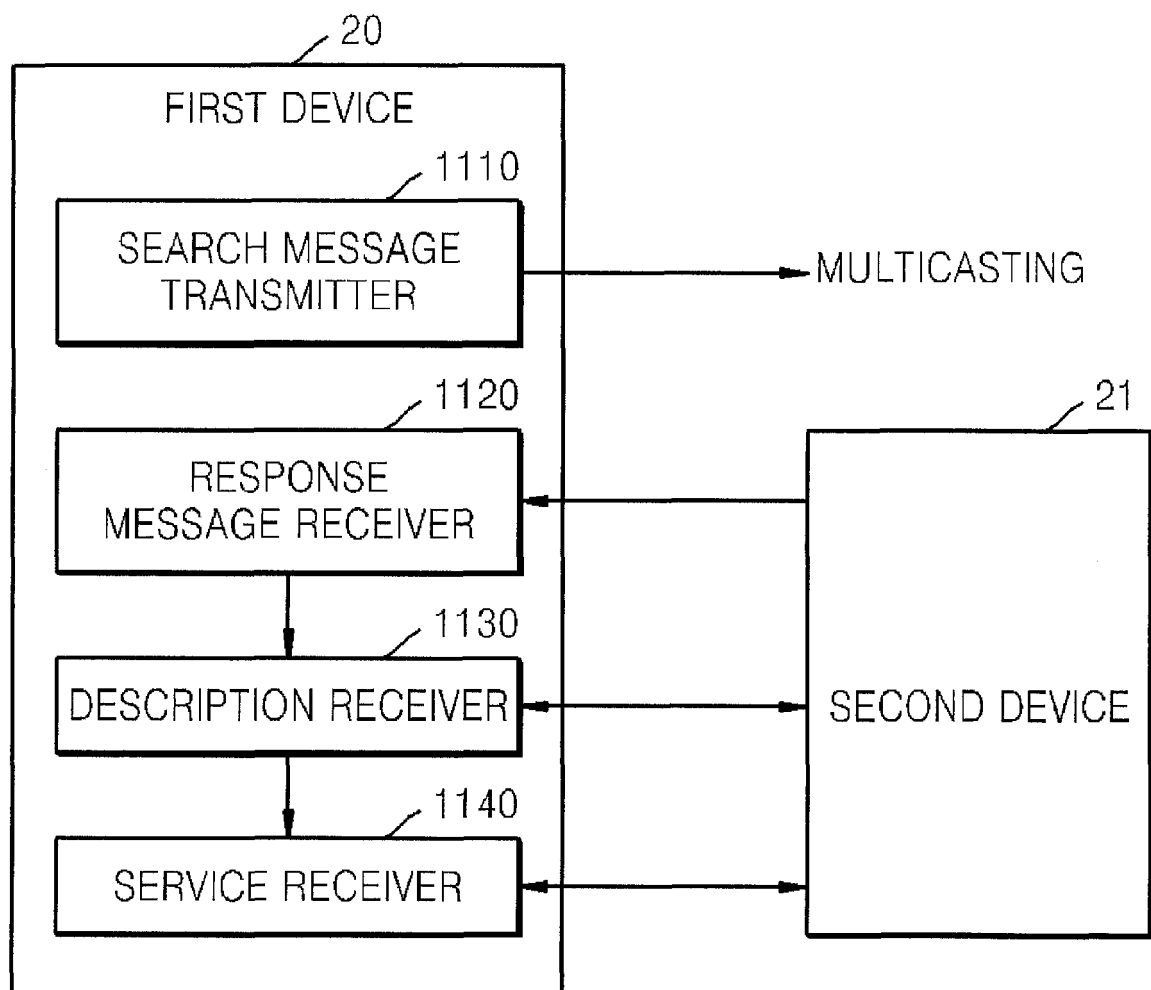 20
FIRST DEVICE
1110
SEARCH MESSAGE
TRANSMITTER
MULTICASTING
1120
RESPONSE
MESSAGE RECEIVER
21
SECOND DEVICE
1130
DESCRIPTION RECEIVER
1140
SERVICE RECEIVER